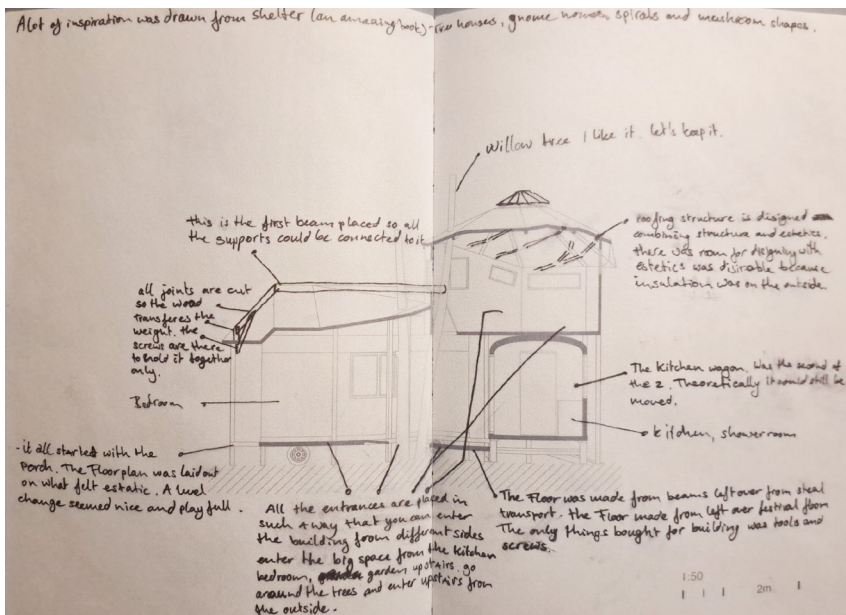 A lot of inspiration was drawn from shelter (an amazing book) - Tree houses, gnome homes, spirals and mushroom shapes.
Willow tree I like it. let's keep it.
this is the first beam placed so all
the supports could be connected to it
roofing structure is disigned
combining structure and estetics.
there was room for disigning with
estetics was disirable because
insulation was on the outside.
all joints are cut
so the wood
transferes the
weight. the
screws are there
to hold it together
only.
The kitchen wagon. Was the second of
the 2. Theoretically it could still be
moved.
Bedroom
kitchen, showerroom
- it all started with the
porch. The Floorplan was laid out
on what felt estatic. A level
change seemed nice and playfull.
All the entrances are placed in
such a way that you can enter
the building from different sides
enter the big space from the kitchen
bedroom, garden upstairs. go
around the trees and enter upstairs from
the outside.
The Floor was made from beams left over from steal
transport. the Floor made from left over festival floor
The only things bought for building was tools and
screws.
1:50
2m